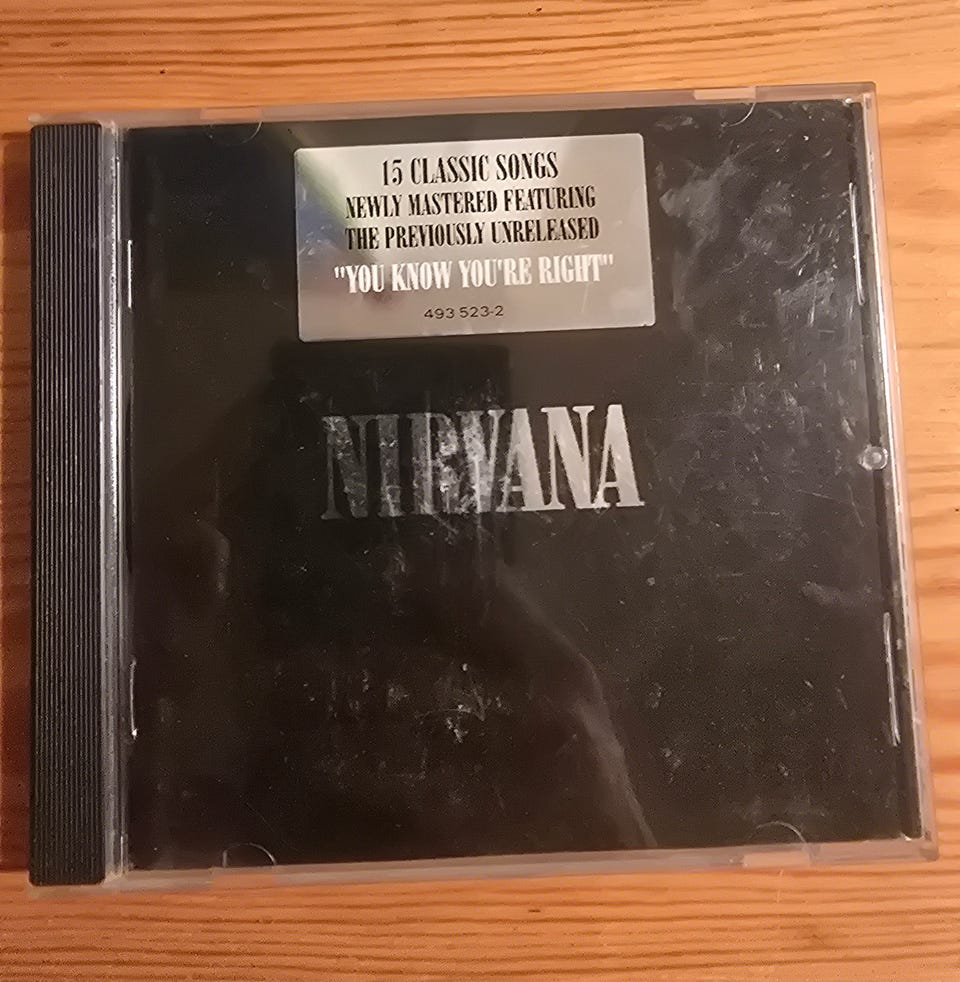 15 CLASSIC SONGS
NEWLY MASTERED FEATURING
THE PREVIOUSLY UNRELEASED
"YOU KNOW YOU'RE RIGHT"
493 523-2
NIRVANA